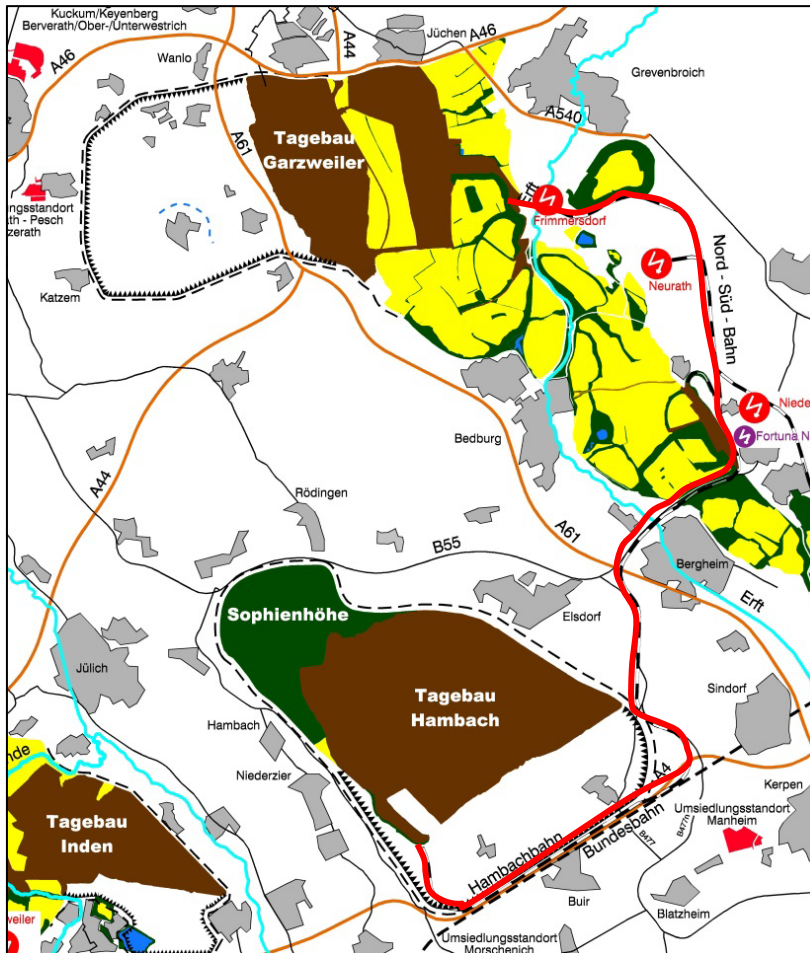 Kuckum/Keyenberg
Berverath/Ober-/Unterwestrich
A44
Jüchen
A46
A46
Wanlo
Grevenbroich
A540
A61
Tagebau
Garzweiler
Erft
Frimmersdorf
ngsstandort
ath - Pesch
zerath
Neurath
Nord - Süd - Bahn
Katzem
Niede
Fortuna N
Bedburg
A44
Rödingen
B55
A61
Bergheim
Erft
Sophienhöhe
Elsdorf
Jülich
Tagebau
Hambach
Sindorf
Hambach
Niederzier
nde
A4
Kerpen
Umsiedlungsstandort
Manheim
Tagebau
Inden
Hambachbahn
Bundesbahn
B477
B477n
Buir
Blatzheim
weiler
Umsiedlungsstandort
Morschenich